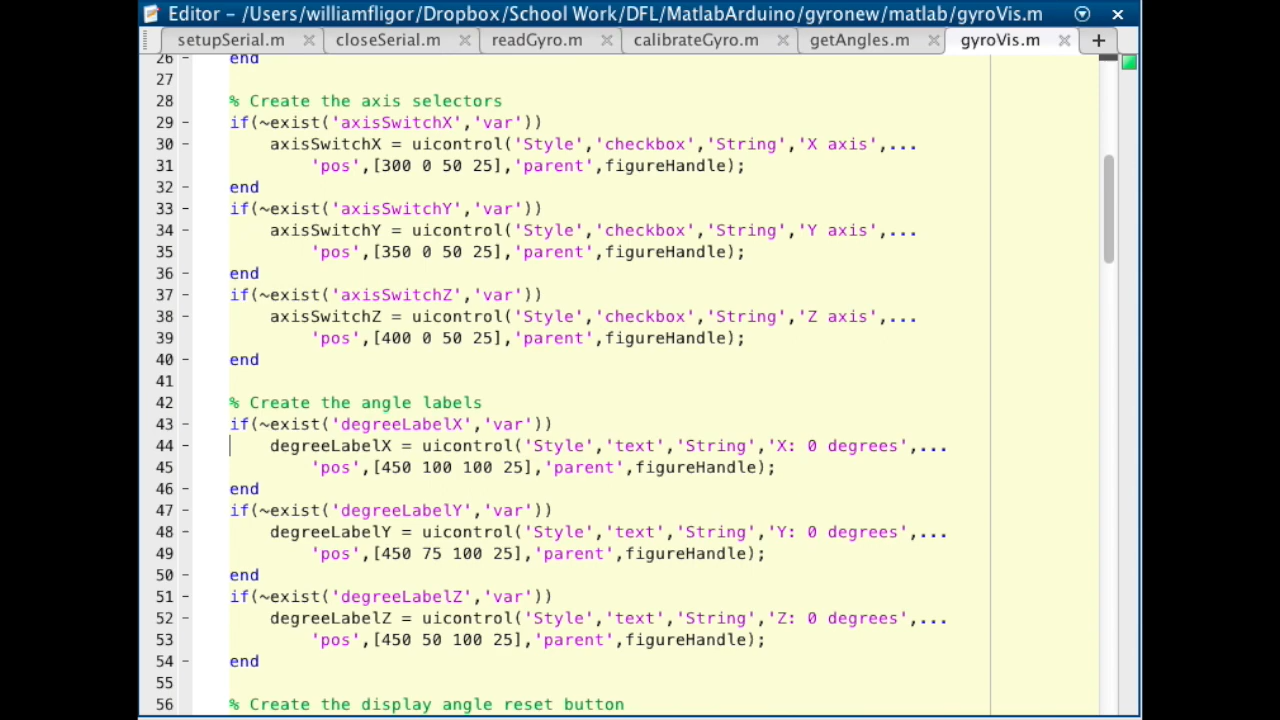 Editor - /Users/williamfligor/Dropbox/School Work/DFL/MatlabArduino/gyronew/matlab/gyroVis.m
setupSerial.m closeSerial.m readGyro.m calibrateGyro.m getAngles.m gyroVis.m
26 - end
27
28 % Create the axis selectors
29 - if(~exist('axisSwitchX','var'))
30 - axisSwitchX = uicontrol('Style','checkbox','String','X axis',...
31 'pos',[300 0 50 25],'parent',figureHandle);
32 - end
33 - if(~exist('axisSwitchY','var'))
34 - axisSwitchY = uicontrol('Style','checkbox','String','Y axis',...
35 'pos',[350 0 50 25],'parent',figureHandle);
36 - end
37 - if(~exist('axisSwitchZ','var'))
38 - axisSwitchZ = uicontrol('Style','checkbox','String','Z axis',...
39 'pos',[400 0 50 25],'parent',figureHandle);
40 - end
41
42 % Create the angle labels
43 - if(~exist('degreeLabelX','var'))
44 - degreeLabelX = uicontrol('Style','text','String','X: 0 degrees',...
45 'pos',[450 100 100 25],'parent',figureHandle);
46 - end
47 - if(~exist('degreeLabelY','var'))
48 - degreeLabelY = uicontrol('Style','text','String','Y: 0 degrees',...
49 'pos',[450 75 100 25],'parent',figureHandle);
50 - end
51 - if(~exist('degreeLabelZ','var'))
52 - degreeLabelZ = uicontrol('Style','text','String','Z: 0 degrees',...
53 'pos',[450 50 100 25],'parent',figureHandle);
54 - end
55
56 % Create the display angle reset button